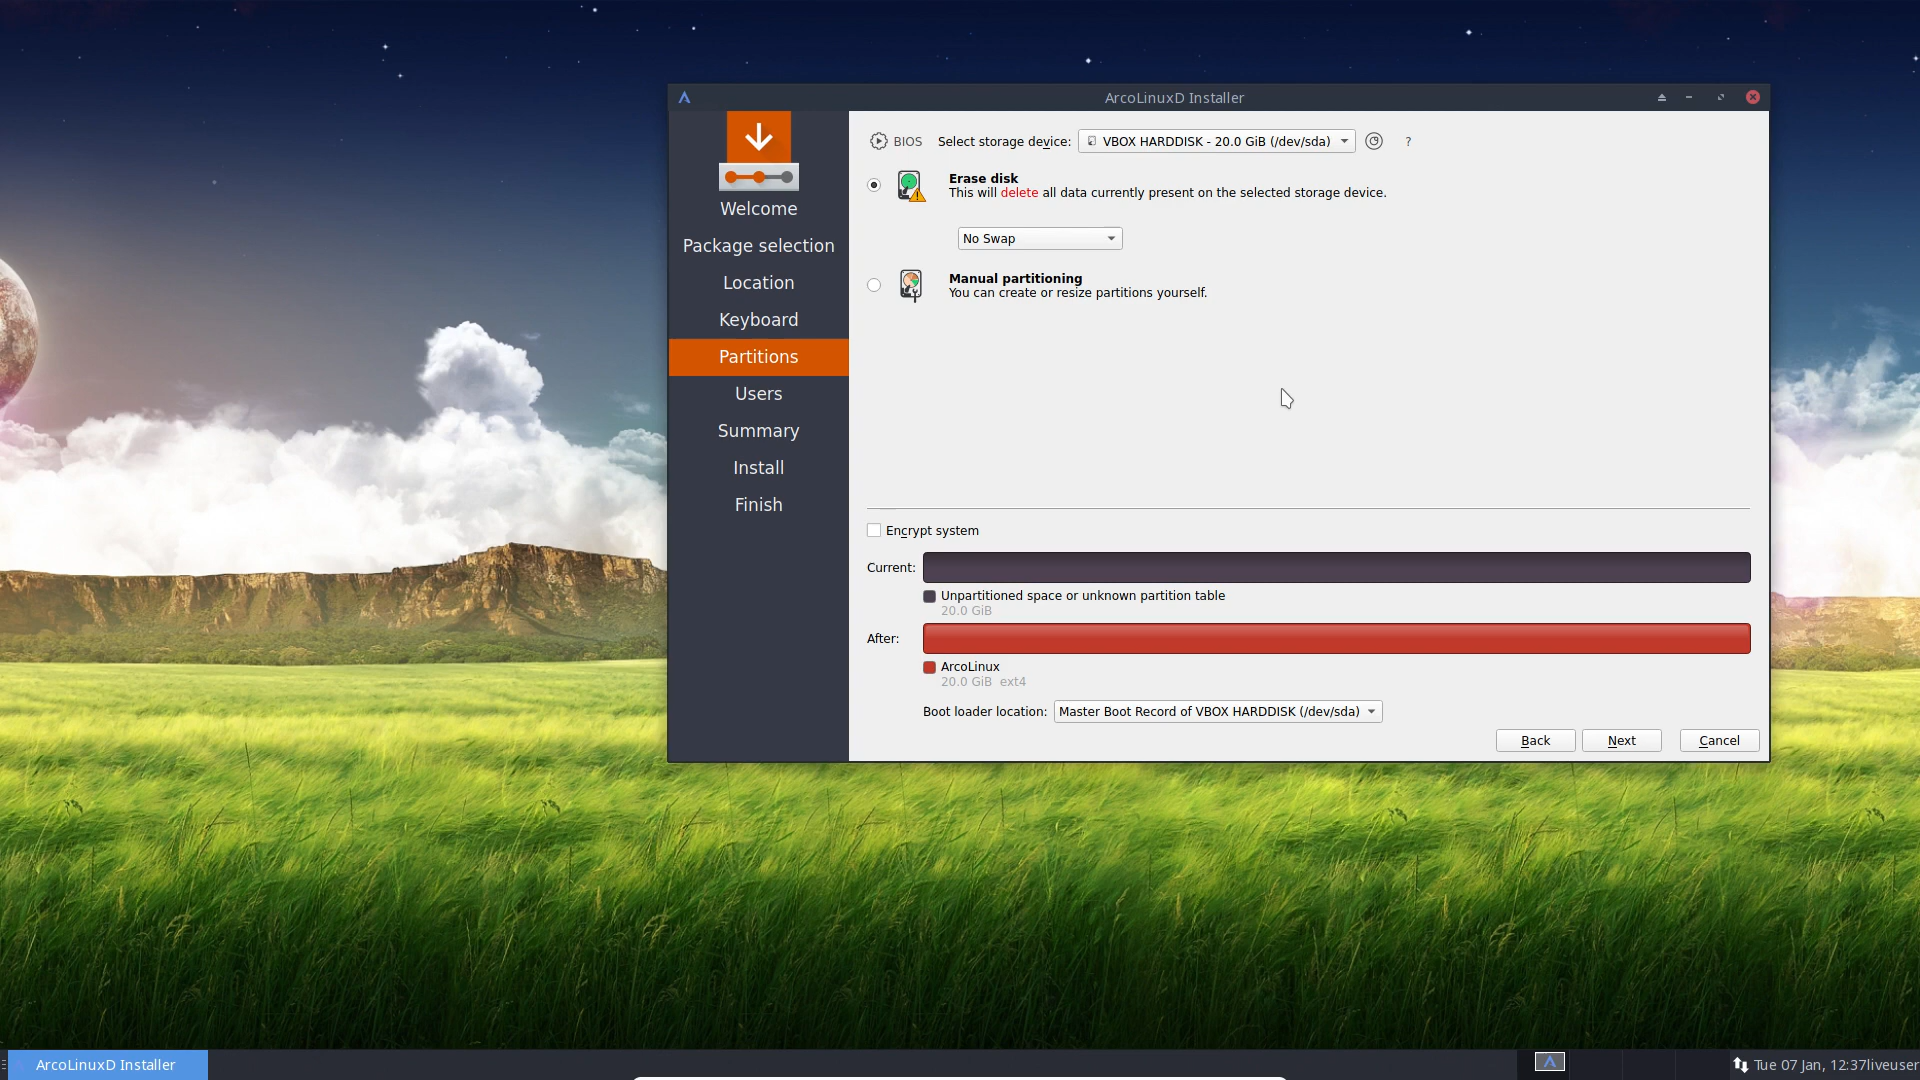 ArcoLinuxD Installer
BIOS Select storage device: VBOX HARDDISK - 20.0 GiB (/dev/sda) ?
Welcome
Package selection
Location
Keyboard
Partitions
Users
Summary
Install
Finish
Erase disk
This will delete all data currently present on the selected storage device.
No Swap
Manual partitioning
You can create or resize partitions yourself.
Encrypt system
Current:
Unpartitioned space or unknown partition table
20.0 GiB
After:
ArcoLinux
20.0 GiB ext4
Boot loader location: Master Boot Record of VBOX HARDDISK (/dev/sda)
Back Next Cancel
ArcoLinuxD Installer
Tue 07 Jan, 12:37liveuser